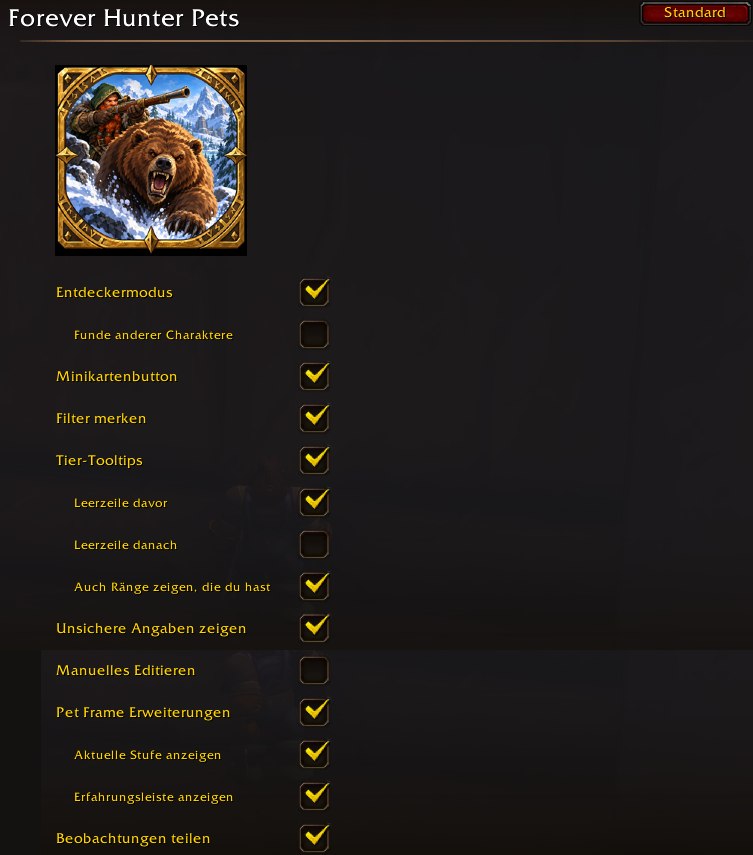 Forever Hunter Pets
Standard
Entdeckermodus
Funde anderer Charaktere
Minikartenbutton
Filter merken
Tier-Tooltips
Leerzeile davor
Leerzeile danach
Auch Ränge zeigen, die du hast
Unsichere Angaben zeigen
Manuelles Editieren
Pet Frame Erweiterungen
Aktuelle Stufe anzeigen
Erfahrungsleiste anzeigen
Beobachtungen teilen